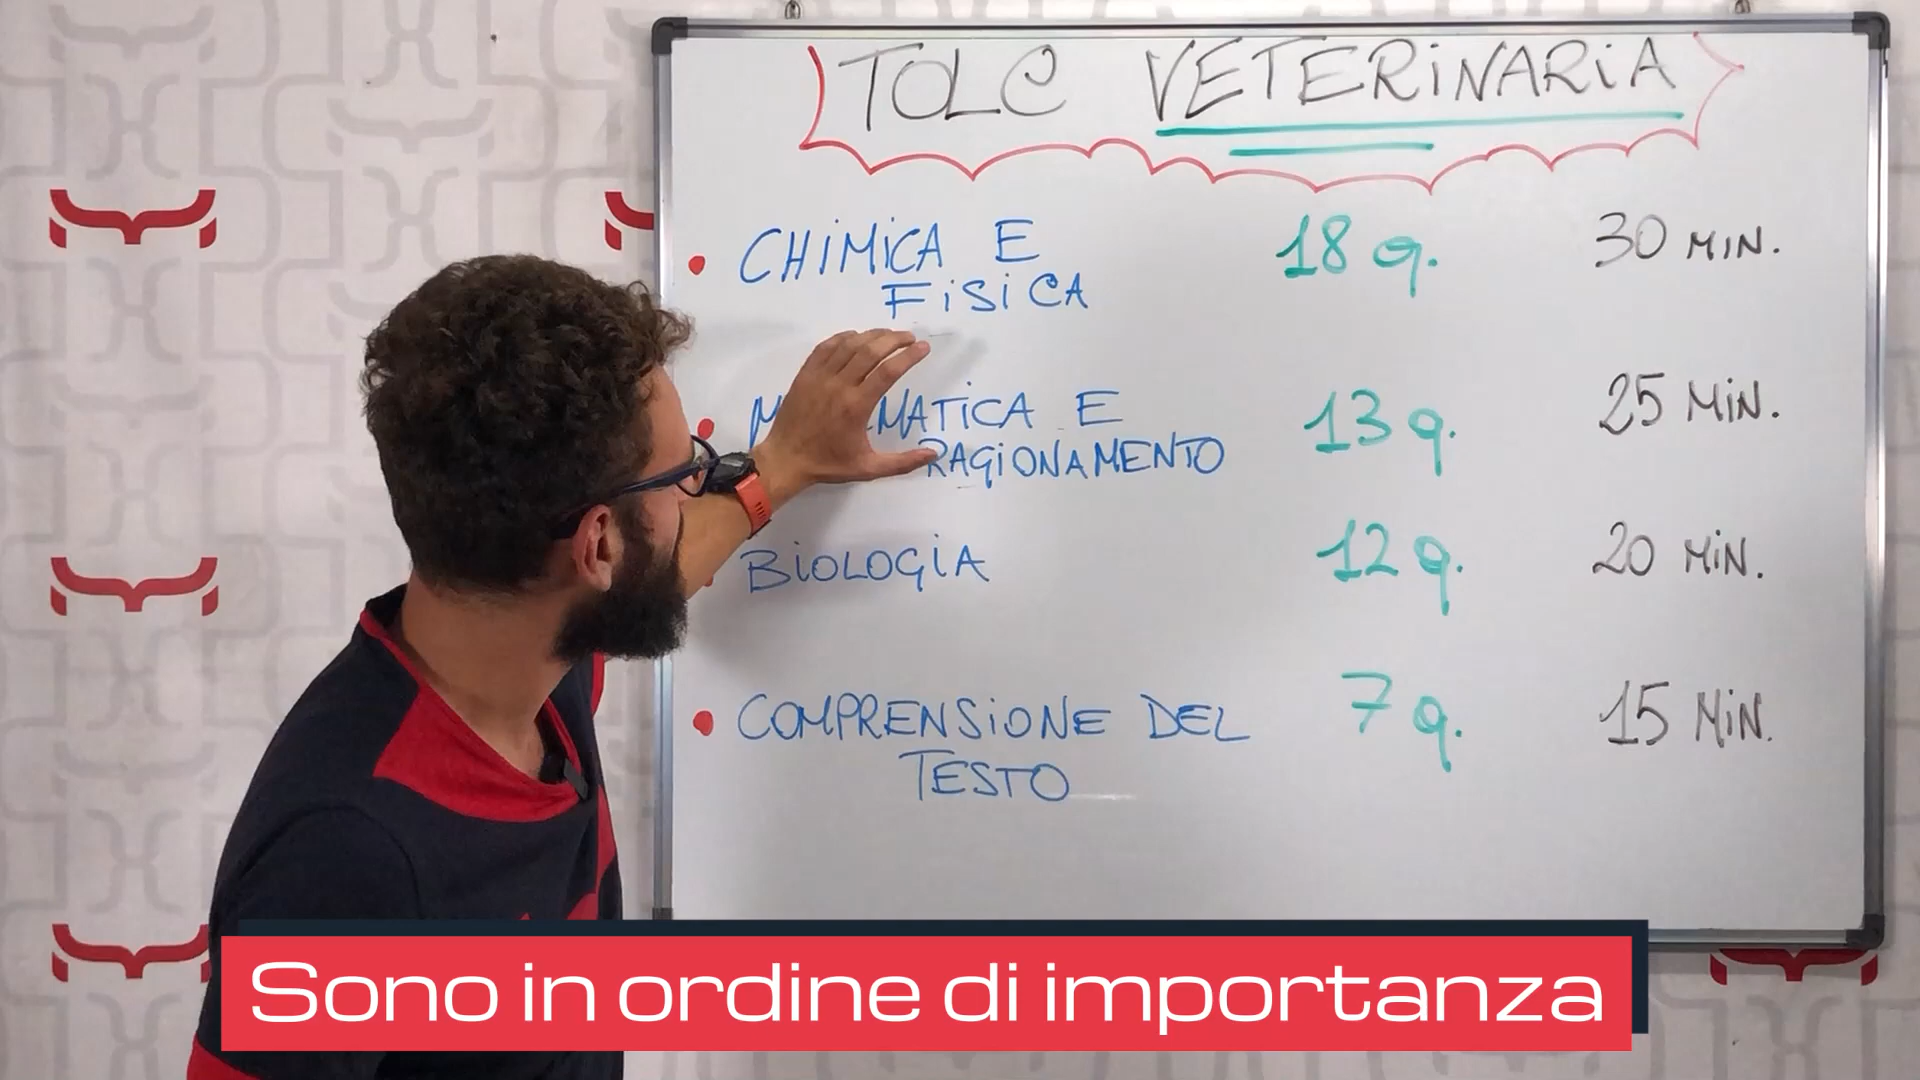 TOLC VETERiNARiA
CHiMiCA E
FiSiCA
18 q.
30 MiN.
MATiCA E
RAGiONAMENTO
13 q.
25 MiN.
BiOLOGiA
12 q.
20 MiN.
COMPRENSiONE DEL
TESTO
7 q.
15 MiN.
Sono in ordine di importanza